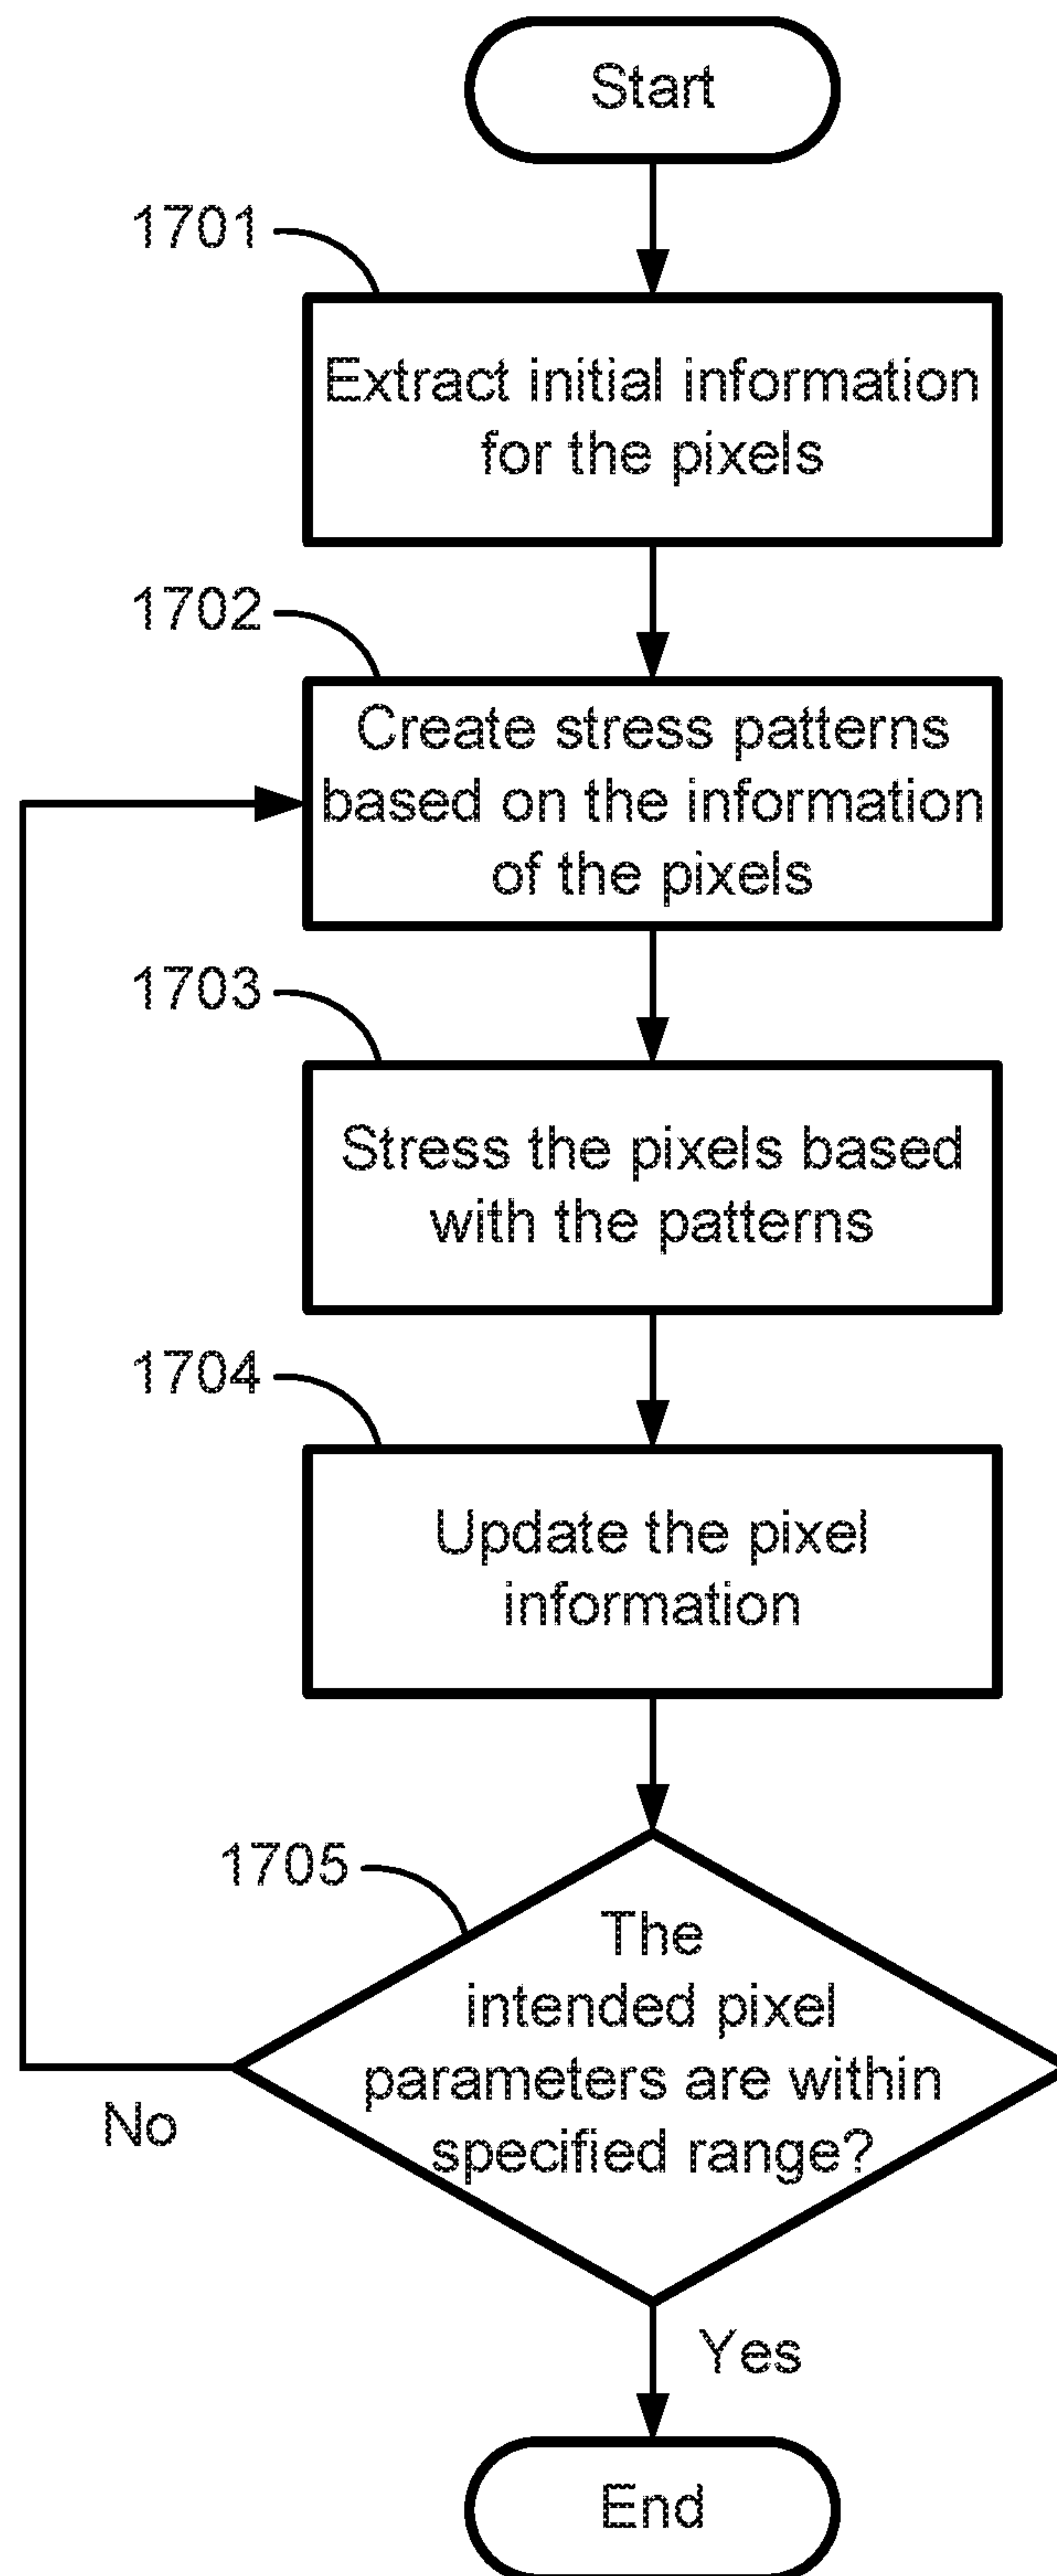 Start
1701
Extract initial information
for the pixels
1702
Create stress patterns
based on the information
of the pixels
1703
Stress the pixels based
with the patterns
1704
Update the pixel
information
1705
The
intended pixel
parameters are within
specified range?
No
Yes
End